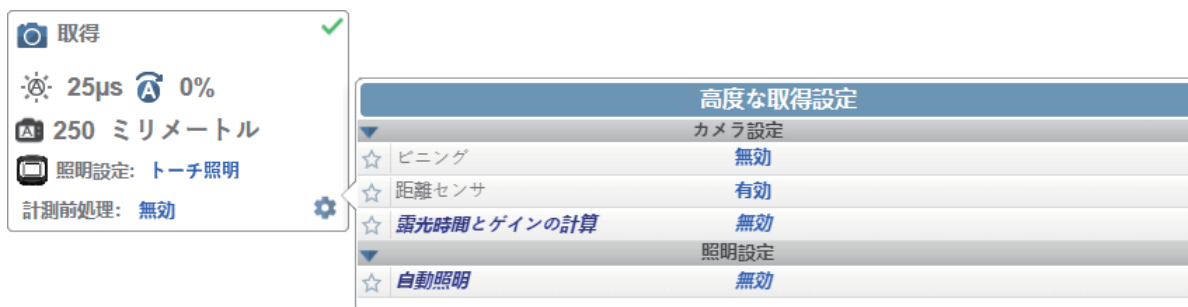 取得
25µs 0%
250 ミリメートル
照明設定: トーチ照明
計測前処理: 無効
高度な取得設定
カメラ設定
ビニング 無効
距離センサ 有効
露光時間とゲインの計算 無効
照明設定
自動照明 無効